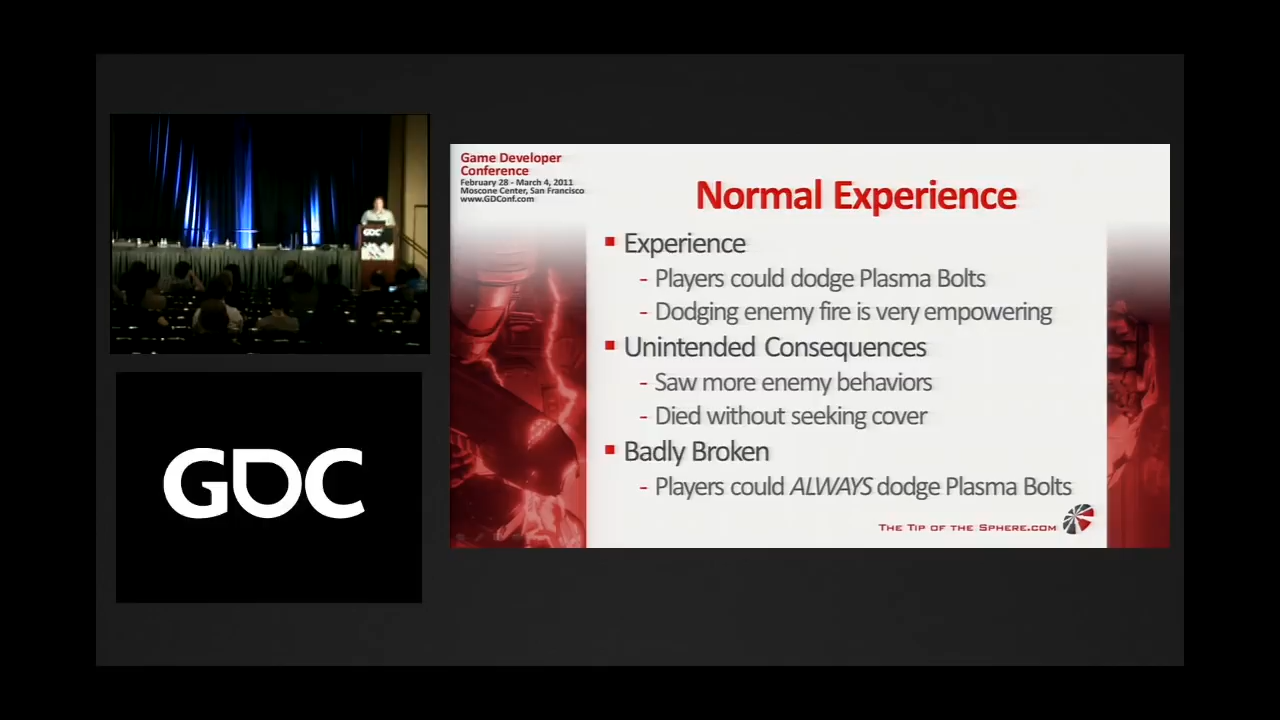 GDC
GDC
Game Developer
Conference
February 28 - March 4, 2011
Moscone Center, San Francisco
www.GDConf.com
Normal Experience
Experience
- Players could dodge Plasma Bolts
- Dodging enemy fire is very empowering
Unintended Consequences
- Saw more enemy behaviors
- Died without seeking cover
Badly Broken
- Players could ALWAYS dodge Plasma Bolts
The Tip of the Sphere.com